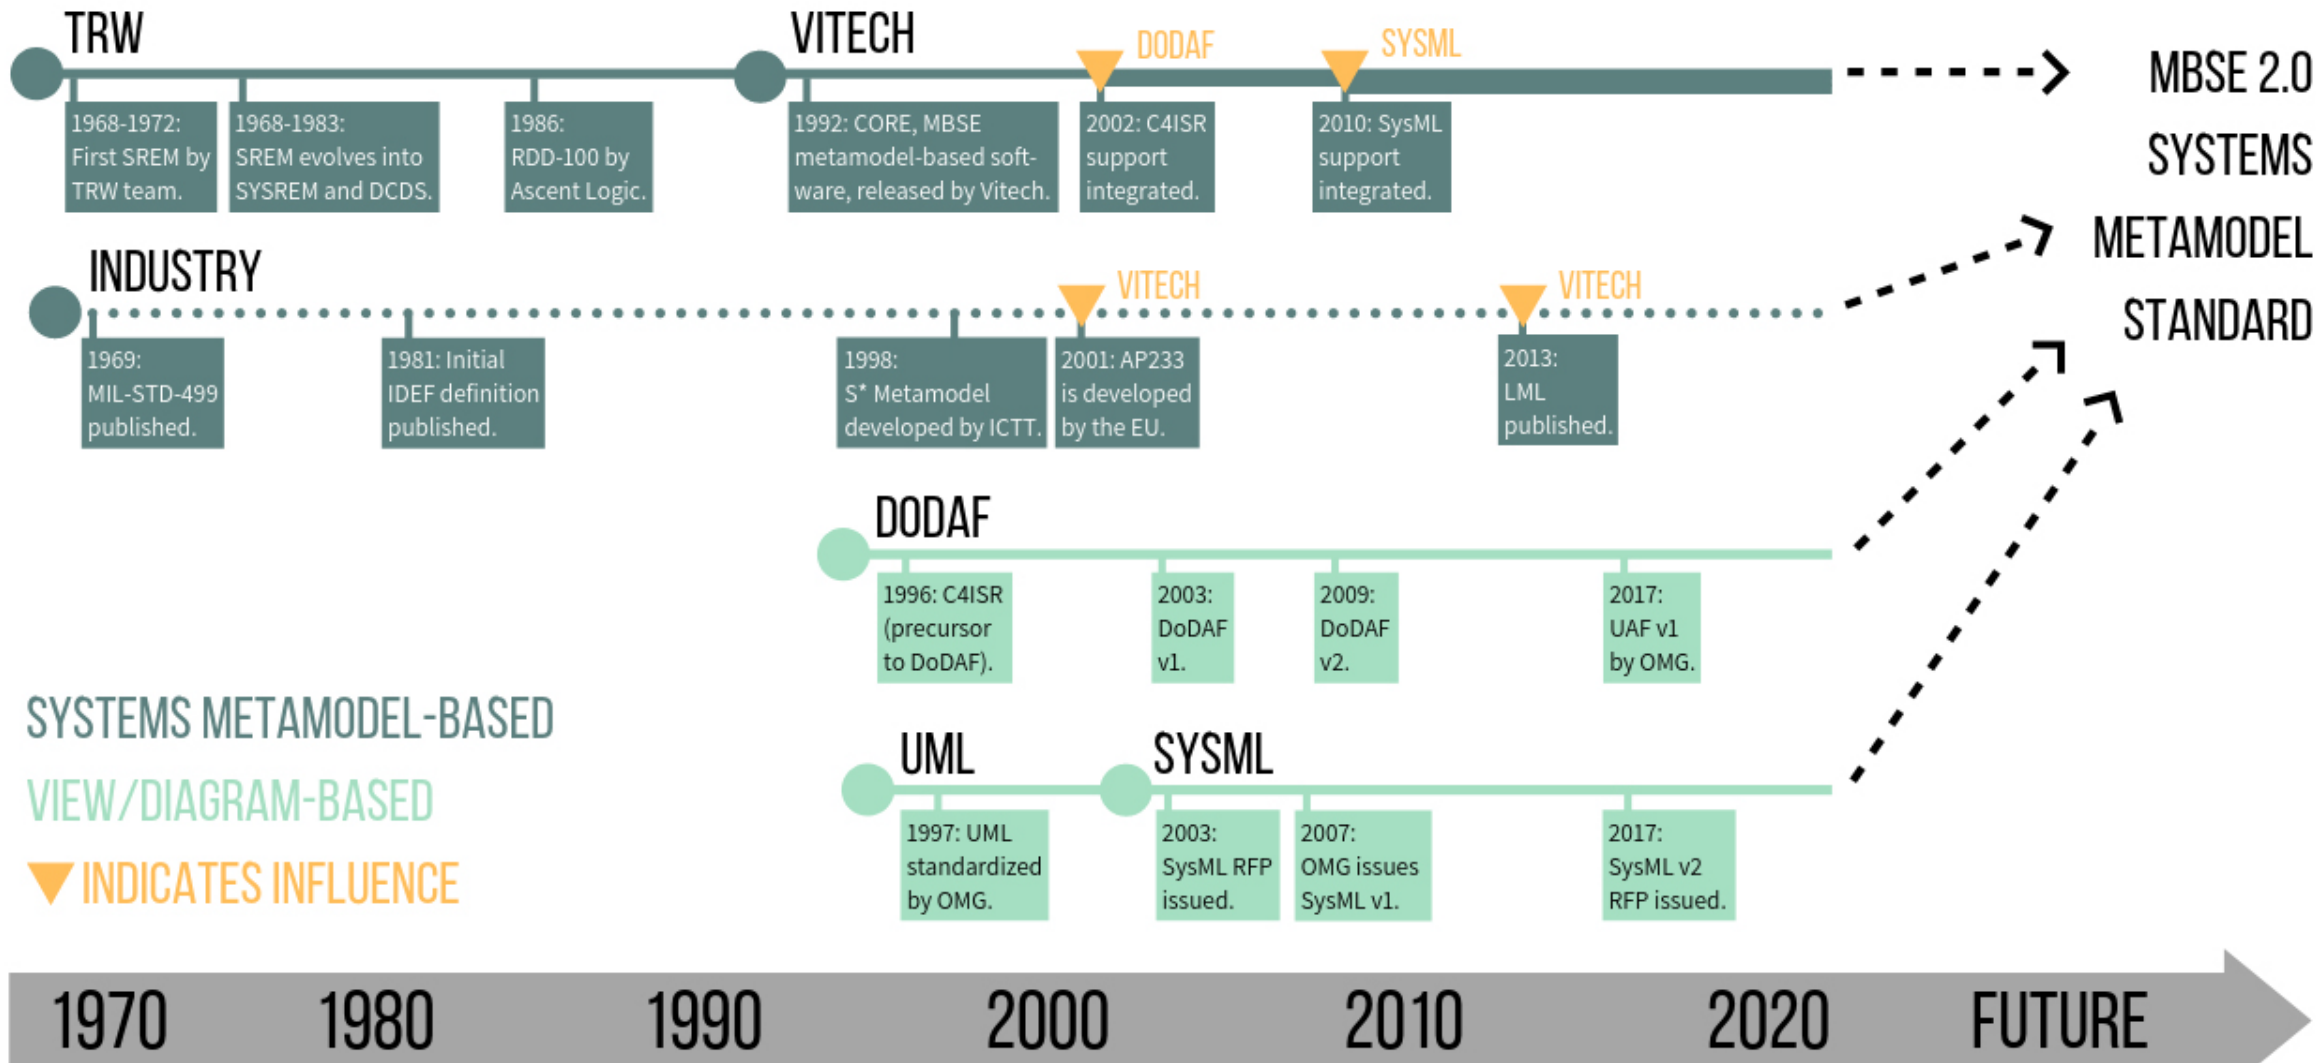 TRW
VITECH
DODAF
SYSML
1968-1972:
First SREM by
TRW team.
1968-1983:
SREM evolves into
SYSREM and DCDS.
1986:
RDD-100 by
Ascent Logic.
1992: CORE, MBSE
metamodel-based soft-
ware, released by Vitech.
2002: C4ISR
support
integrated.
2010: SysML
support
integrated.
MBSE 2.0
SYSTEMS
METAMODEL
STANDARD
INDUSTRY
VITECH
VITECH
1969:
MIL-STD-499
published.
1981: Initial
IDEF definition
published.
1998:
S* Metamodel
developed by ICTT.
2001: AP233
is developed
by the EU.
2013:
LML
published.
DODAF
1996: C4ISR
(precursor
to DoDAF).
2003:
DoDAF
v1.
2009:
DoDAF
v2.
2017:
UAF v1
by OMG.
SYSTEMS METAMODEL-BASED
VIEW/DIAGRAM-BASED
INDICATES INFLUENCE
UML
SYSML
1997: UML
standardized
by OMG.
2003:
SysML RFP
issued.
2007:
OMG issues
SysML v1.
2017:
SysML v2
RFP issued.
1970
1980
1990
2000
2010
2020
FUTURE